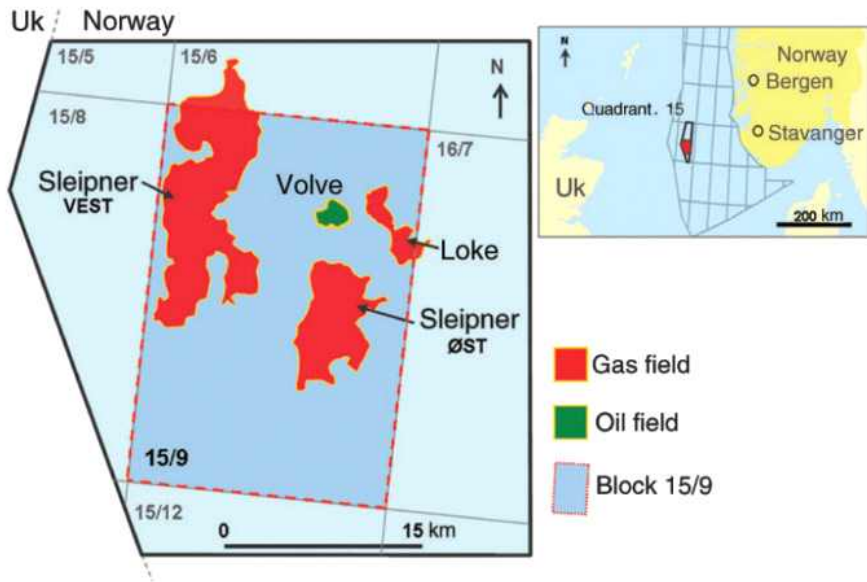 Uk Norway
15/5
15/6
N
15/8
16/7
Sleipner
VEST
Volve
Loke
Sleipner
ØST
15/9
15/12
0 15 km
N
Norway
Bergen
Quadrant. 15
Stavanger
Uk
200 km
Gas field
Oil field
Block 15/9